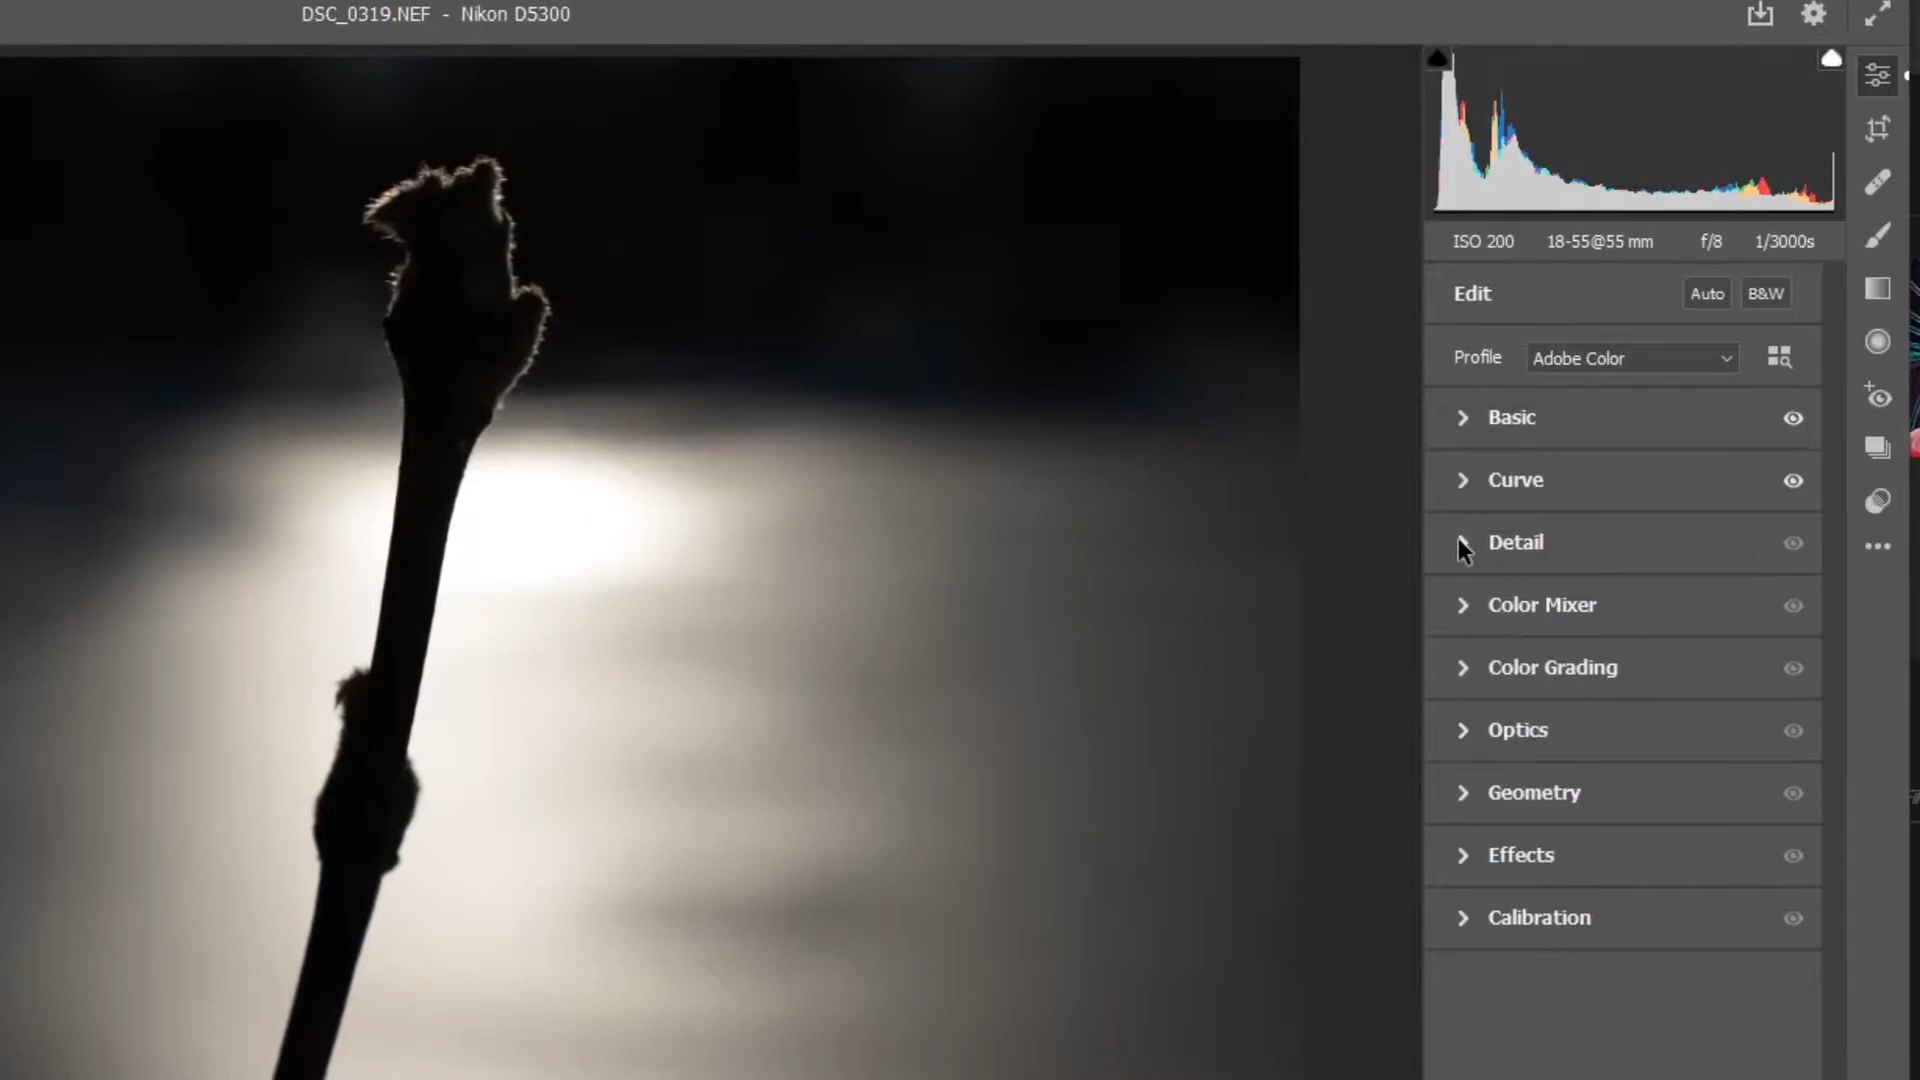 DSC_0319.NEF - Nikon D5300
ISO 200 18-55@55 mm f/8 1/3000s
Edit Auto B&W
Profile Adobe Color
Basic
Curve
Detail
Color Mixer
Color Grading
Optics
Geometry
Effects
Calibration